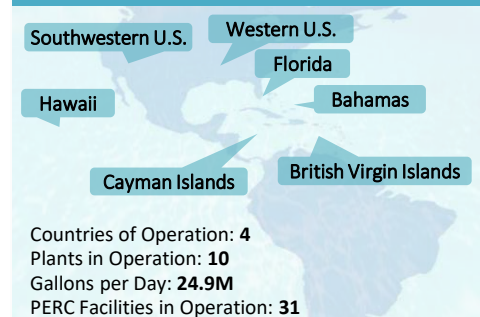 Southwestern U.S.
Western U.S.
Florida
Hawaii
Bahamas
Cayman Islands
British Virgin Islands
Countries of Operation: 4
Plants in Operation: 10
Gallons per Day: 24.9M
PERC Facilities in Operation: 31